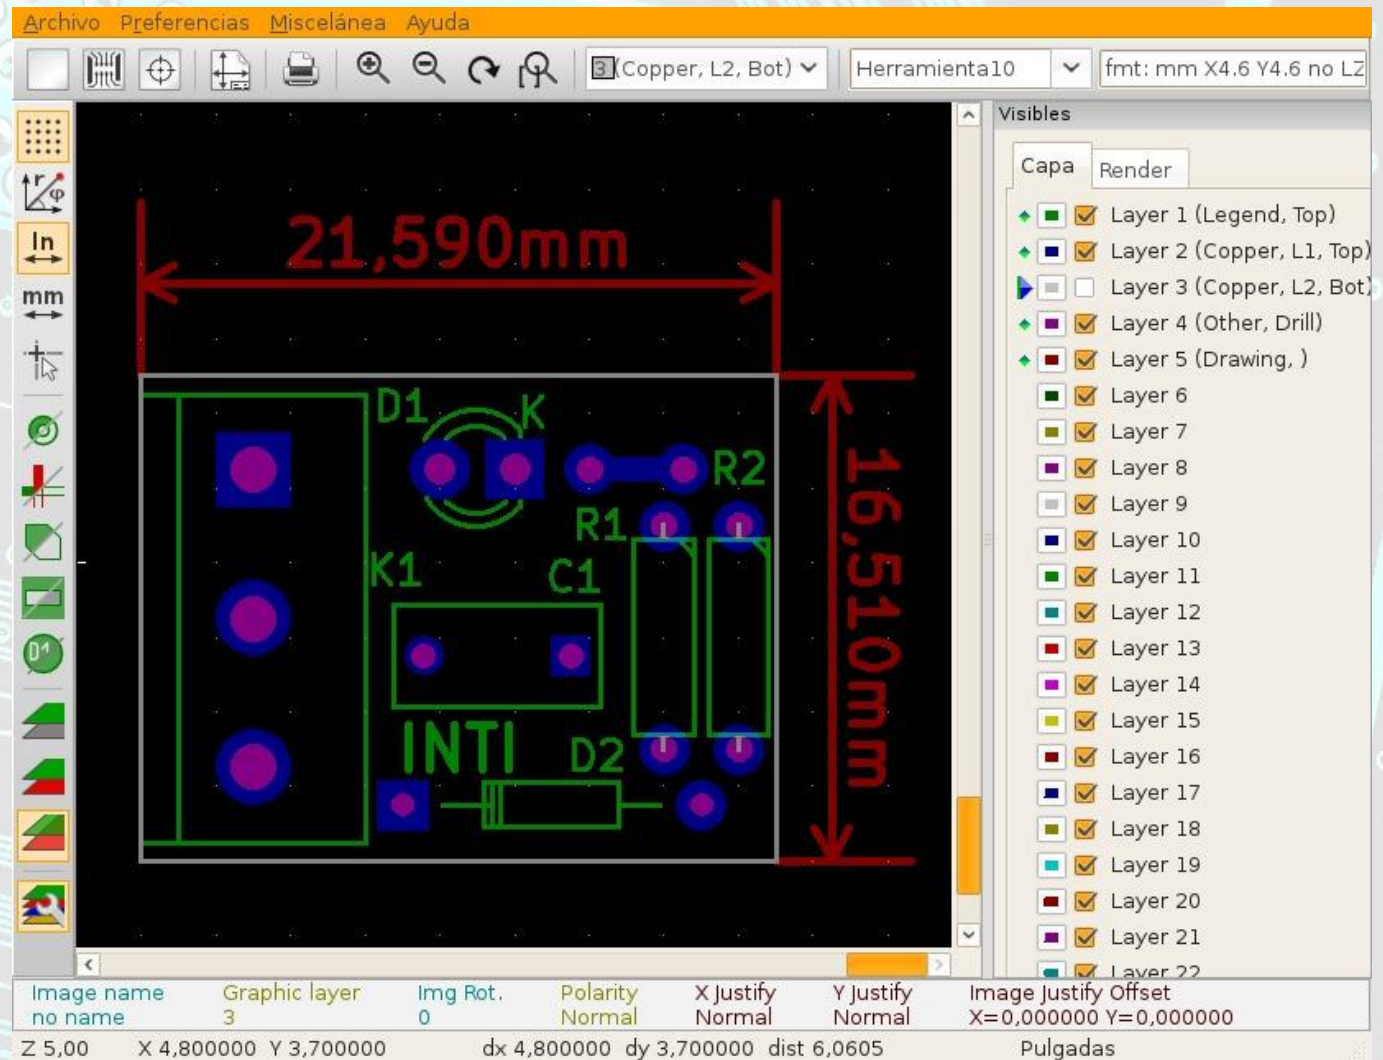 Archivo Preferencias Miscelánea Ayuda
3 (Copper, L2, Bot) Herramienta10 fmt: mm X4.6 Y4.6 no LZ
Visibles
Capa Render
In
mm
Layer 1 (Legend, Top)
Layer 2 (Copper, L1, Top)
Layer 3 (Copper, L2, Bot)
Layer 4 (Other, Drill)
Layer 5 (Drawing, )
Layer 6
Layer 7
Layer 8
Layer 9
Layer 10
Layer 11
Layer 12
Layer 13
Layer 14
Layer 15
Layer 16
Layer 17
Layer 18
Layer 19
Layer 20
Layer 21
Layer 22
21,590mm
16,510mm
D1 K
R2
R1
K1 C1
INTI D2
Image name Graphic layer Img Rot. Polarity X Justify Y Justify Image Justify Offset
no name 3 0 Normal Normal Normal X=0,000000 Y=0,000000
Z 5,00 X 4,800000 Y 3,700000 dx 4,800000 dy 3,700000 dist 6,0605 Pulgadas